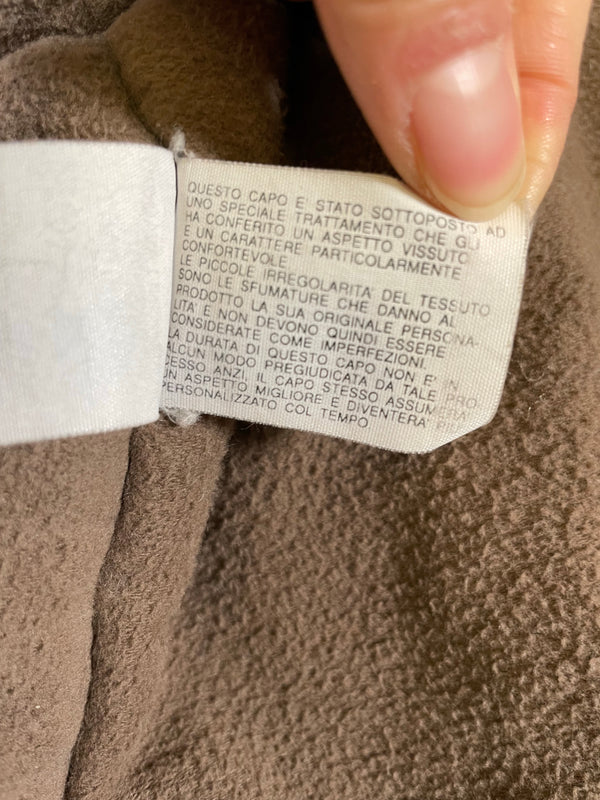 QUESTO CAPO E STATO SOTTOPOSTO AD
UNO SPECIALE TRATTAMENTO CHE GLI
HA CONFERITO UN ASPETTO VISSUTO
E UN CARATTERE PARTICOLARMENTE
CONFORTEVOLE
LE PICCOLE IRREGOLARITA' DEL TESSUTO
SONO LE SFUMATURE CHE DANNO AL
PRODOTTO LA SUA ORIGINALE PERSONA-
LITA' E NON DEVONO QUINDI ESSERE
CONSIDERATE COME IMPERFEZIONI.
LA DURATA DI QUESTO CAPO NON E' IN
ALCUN MODO PREGIUDICATA DA TALE PRO-
CESSO ANZI, IL CAPO STESSO ASSUMERA'
UN ASPETTO MIGLIORE E DIVENTERA' PIU'
PERSONALIZZATO COL TEMPO